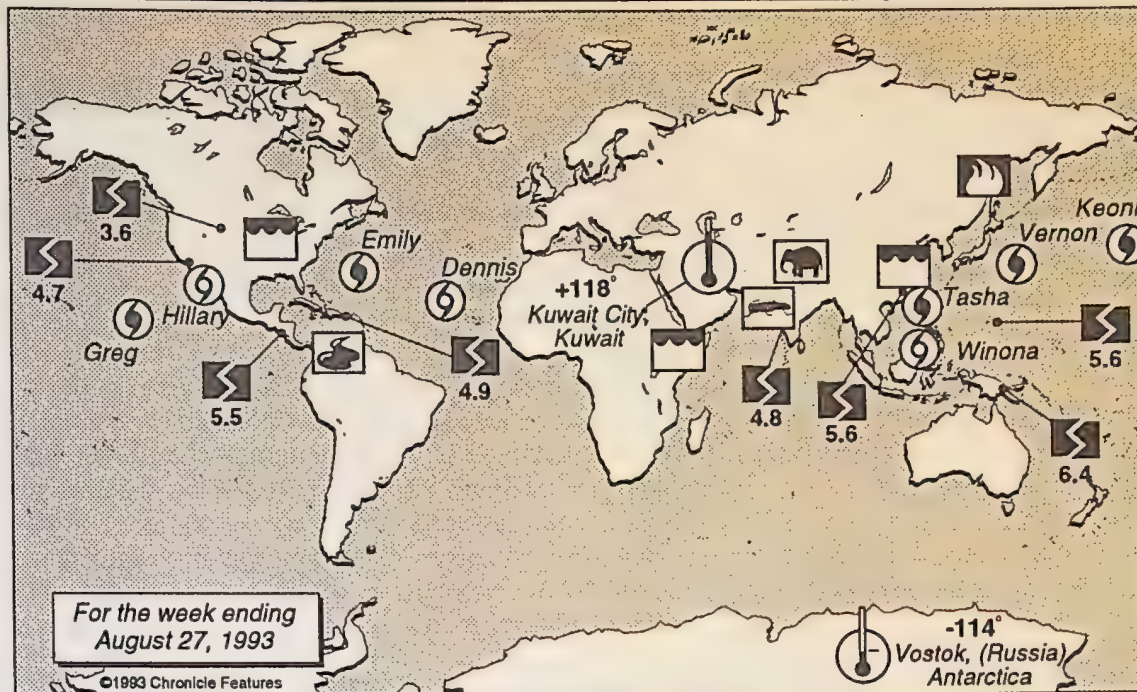 3.6
4.7
Greg
Hillary
5.5
Emily
Dennis
4.9
+118°
Kuwait City,
Kuwait
4.8
5.6
Keoni
Vernon
Tasha
Winona
5.6
6.4
For the week ending
August 27, 1993
©1993 Chronicle Features
-114°
Vostok, (Russia)
Antarctica